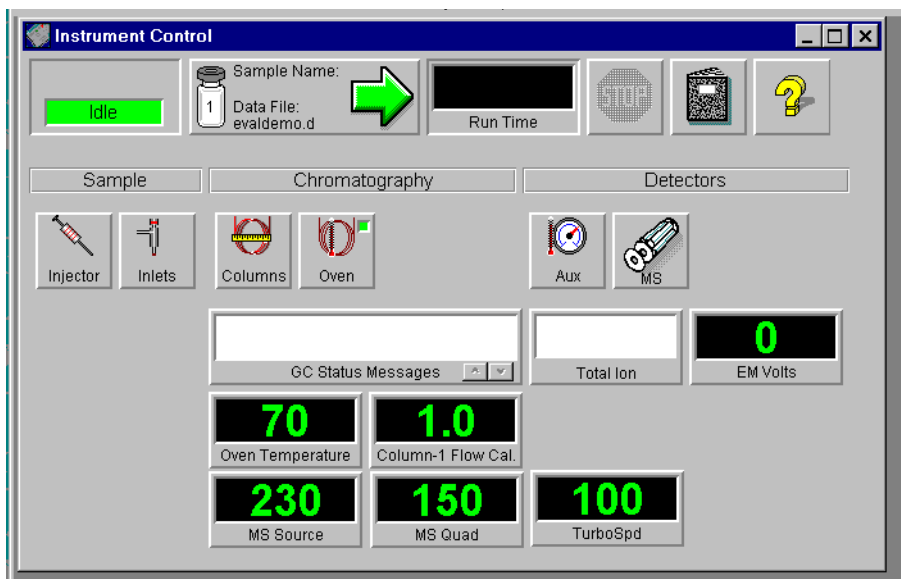 Instrument Control
Idle
Sample Name:
1
Data File:
evaldemo.d
Run Time
STOP
?
Sample
Chromatography
Detectors
Injector
Inlets
Columns
Oven
Aux
MS
GC Status Messages
Total Ion
0
EM Volts
70
Oven Temperature
1.0
Column-1 Flow Cal.
230
MS Source
150
MS Quad
100
TurboSpd